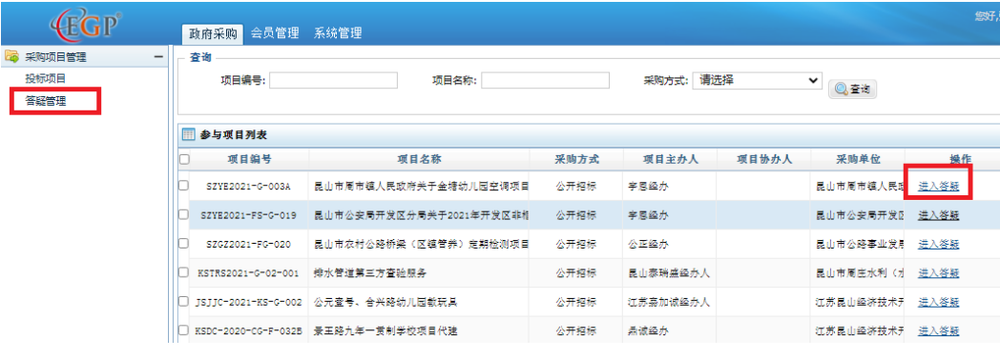 CEGP
政府采购 会员管理 系统管理
您好,
采购项目管理
投标项目
答疑管理
查询
项目编号: 项目名称: 采购方式: 请选择 查询
参与项目列表
项目编号 项目名称 采购方式 项目主办人 项目协办人 采购单位 操作
SZYE2021-G-003A 昆山市周市镇人民政府关于金塘幼儿园空调项目 公开招标 宇恩经办 昆山市周市镇人民政 进入答疑
SZYE2021-FS-G-019 昆山市公安局开发区分局关于2021年开发区非框 公开招标 宇恩经办 昆山市公安局开发区 进入答疑
SZGZ2021-FG-020 昆山市农村公路桥梁（区镇管养）定期检测项目 公开招标 公正经办 昆山市公路事业发展 进入答疑
KSTRS2021-G-02-001 排水管道第三方查验服务 公开招标 昆山泰瑞盛经办人 昆山市周庄水利（水 进入答疑
JSJJC-2021-KS-G-002 公元壹号、合兴路幼儿园教玩具 公开招标 江苏嘉加诚经办人 江苏昆山经济技术开 进入答疑
KSDC-2020-CG-F-032B 景王路九年一贯制学校项目代建 公开招标 鼎诚经办 江苏昆山经济技术开 进入答疑